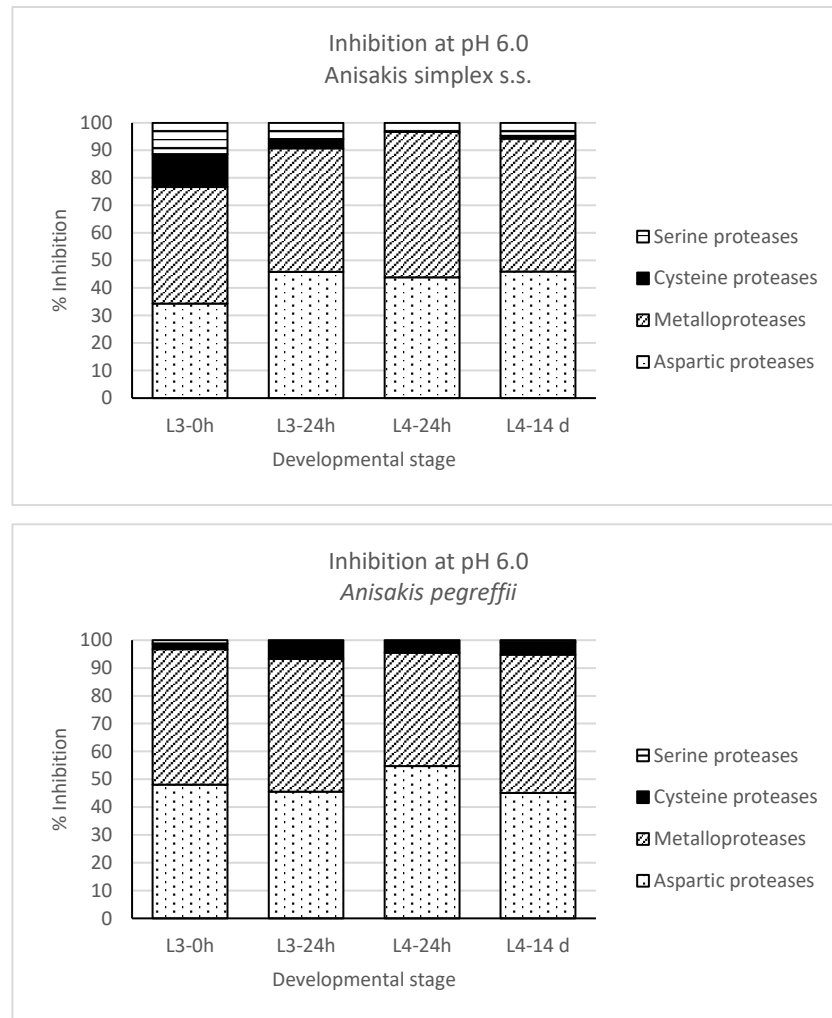 Inhibition at pH 6.0
Anisakis simplex s.s.
100
90
80
70
60
50
40
30
20
10
0
% Inhibition
L3-0h L3-24h L4-24h L4-14 d
Developmental stage
Serine proteases
Cysteine proteases
Metalloproteases
Aspartic proteases
Inhibition at pH 6.0
Anisakis pegreffii
100
90
80
70
60
50
40
30
20
10
0
% Inhibition
L3-0h L3-24h L4-24h L4-14 d
Developmental stage
Serine proteases
Cysteine proteases
Metalloproteases
Aspartic proteases